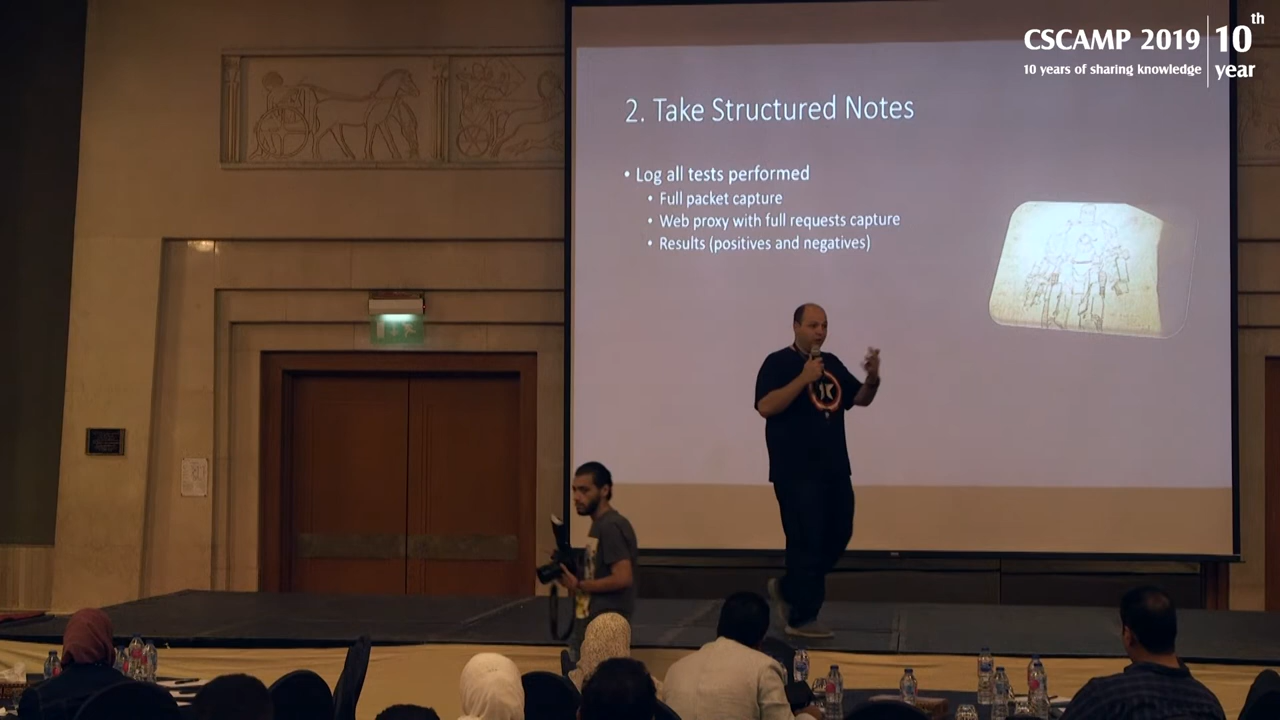 CSCAMP 2019
10 years of sharing knowledge
10th
year
2. Take Structured Notes
• Log all tests performed
• Full packet capture
• Web proxy with full requests capture
• Results (positives and negatives)